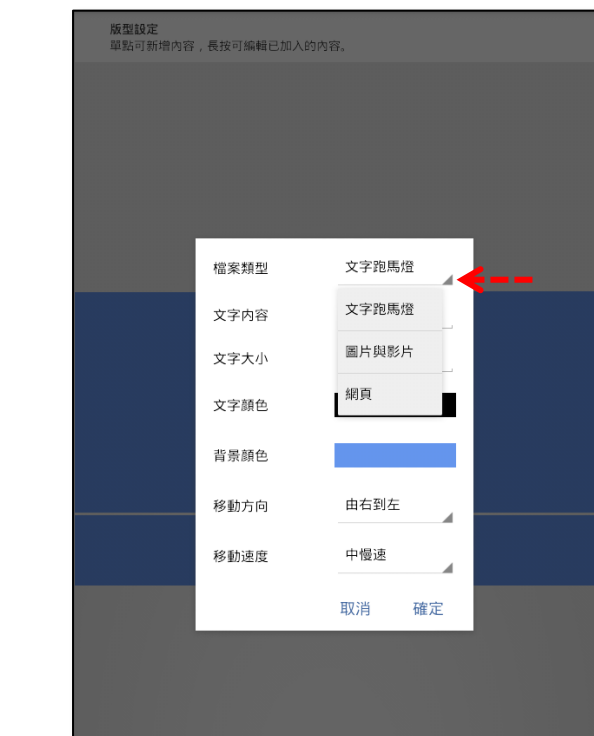 版型設定
單點可新增內容，長按可編輯已加入的內容。
檔案類型
文字跑馬燈
文字內容
文字跑馬燈
文字大小
圖片與影片
文字顏色
網頁
背景顏色
移動方向
由右到左
移動速度
中慢速
取消
確定